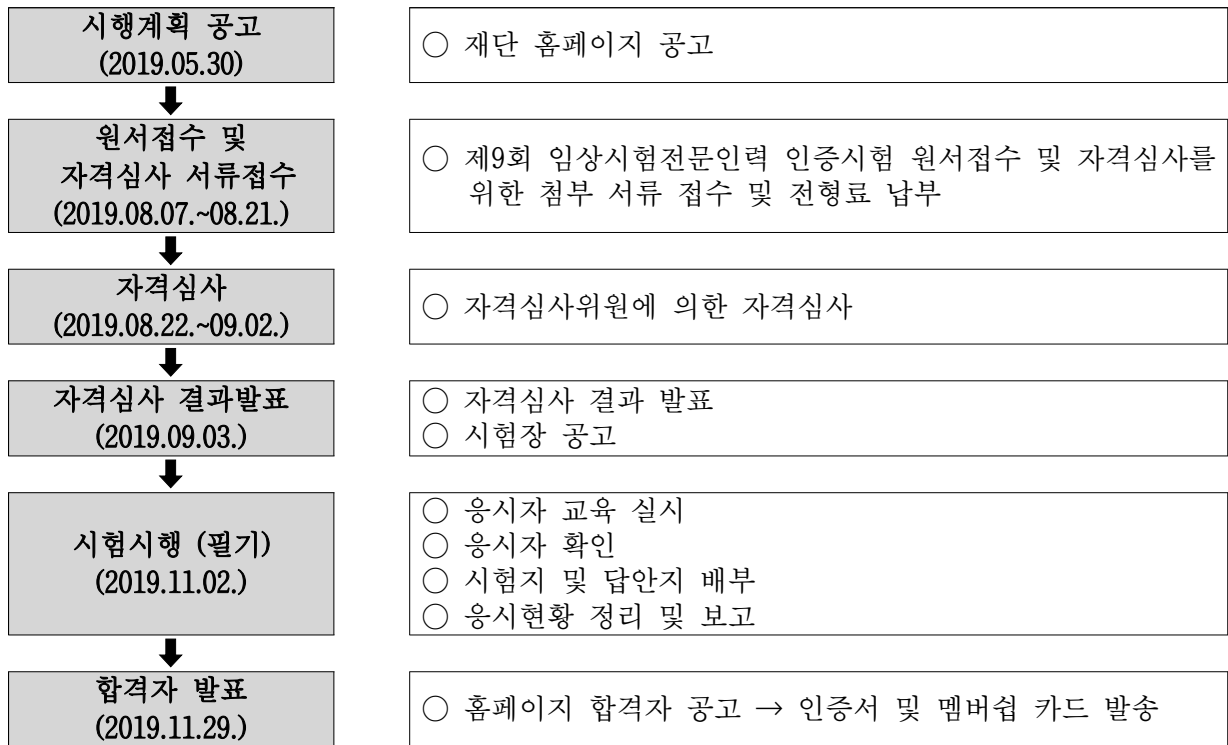 시행계획 공고
(2019.05.30)
○ 재단 홈페이지 공고
원서접수 및
자격심사 서류접수
(2019.08.07.~08.21.)
○ 제9회 임상시험전문인력 인증시험 원서접수 및 자격심사를
위한 첨부 서류 접수 및 전형료 납부
자격심사
(2019.08.22.~09.02.)
○ 자격심사위원에 의한 자격심사
자격심사 결과발표
(2019.09.03.)
○ 자격심사 결과 발표
○ 시험장 공고
시험시행 (필기)
(2019.11.02.)
○ 응시자 교육 실시
○ 응시자 확인
○ 시험지 및 답안지 배부
○ 응시현황 정리 및 보고
합격자 발표
(2019.11.29.)
○ 홈페이지 합격자 공고 → 인증서 및 멤버쉽 카드 발송